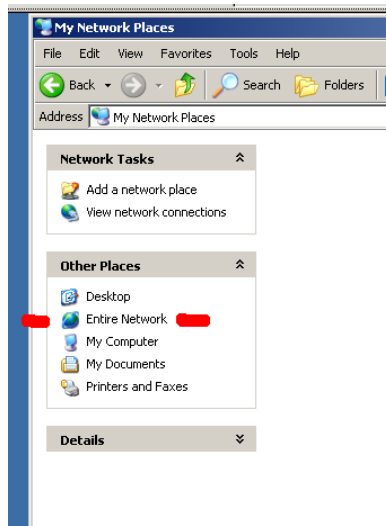 My Network Places
File Edit View Favorites Tools Help
Back Search Folders
Address My Network Places
Network Tasks
Add a network place
View network connections
Other Places
Desktop
Entire Network
My Computer
My Documents
Printers and Faxes
Details